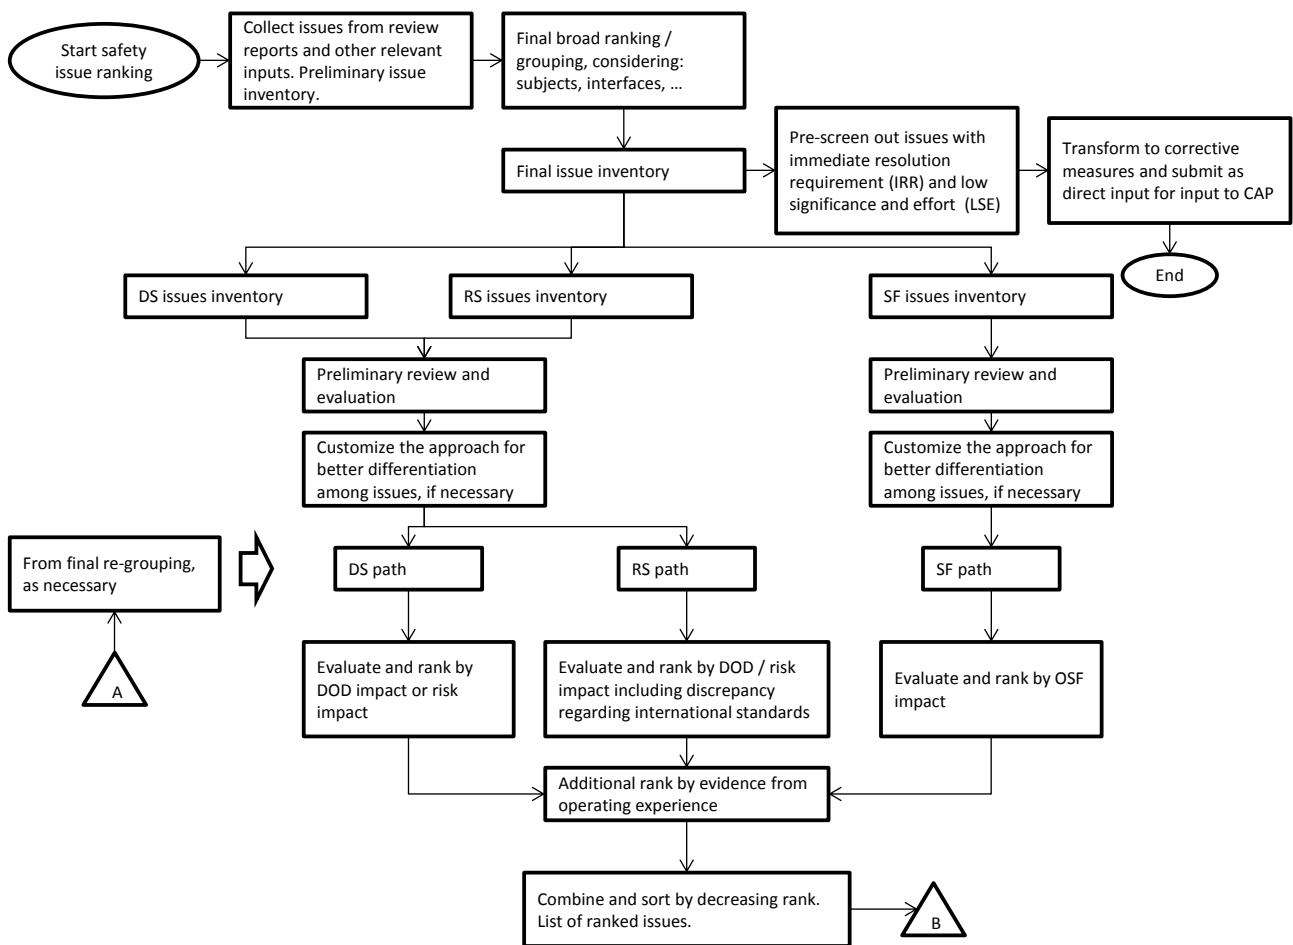 Start safety
issue ranking
Collect issues from review
reports and other relevant
inputs. Preliminary issue
inventory.
Final broad ranking /
grouping, considering:
subjects, interfaces, ...
Final issue inventory
Pre-screen out issues with
immediate resolution
requirement (IRR) and low
significance and effort  (LSE)
Transform to corrective
measures and submit as
direct input for input to CAP
End
DS issues inventory
RS issues inventory
SF issues inventory
Preliminary review and
evaluation
Preliminary review and
evaluation
Customize the approach for
better differentiation
among issues, if necessary
Customize the approach for
better differentiation
among issues, if necessary
From final re-grouping,
as necessary
A
DS path
RS path
SF path
Evaluate and rank by
DOD impact or risk
impact
Evaluate and rank by DOD / risk
impact including discrepancy
regarding international standards
Evaluate and rank by OSF
impact
Additional rank by evidence from
operating experience
Combine and sort by decreasing rank.
List of ranked issues.
B